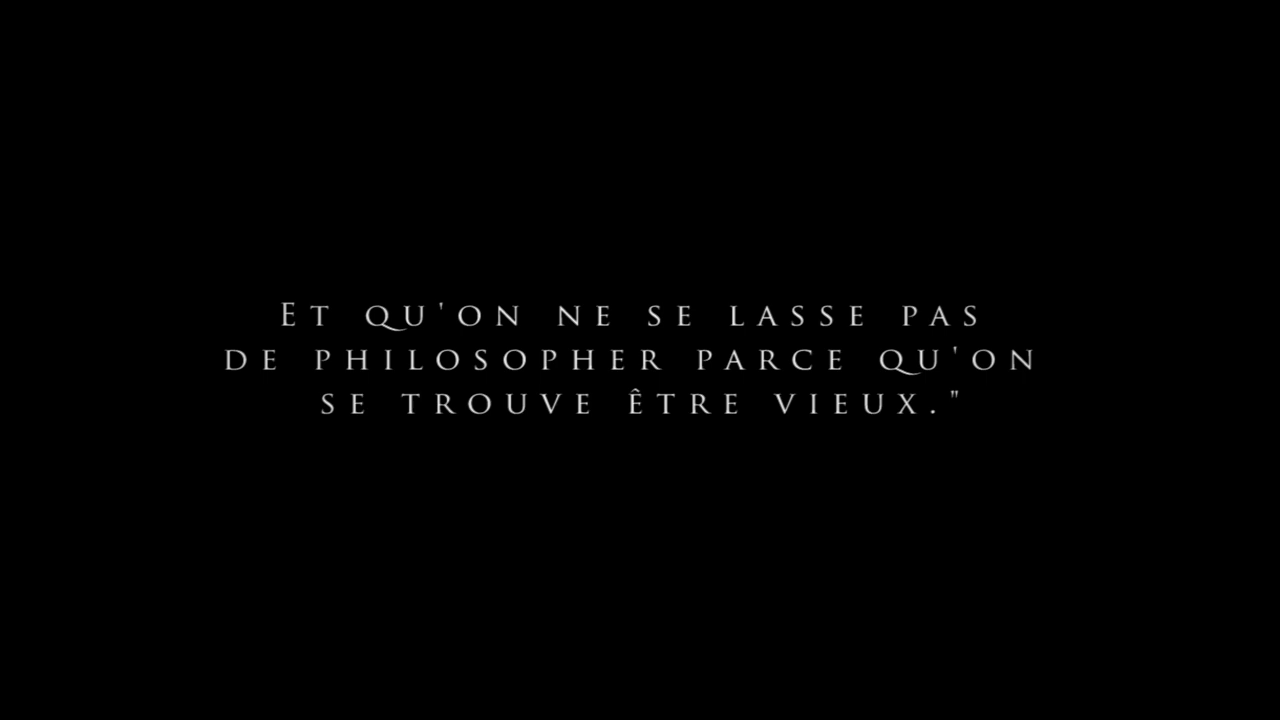 Et qu'on ne se lasse pas
de philosopher parce qu'on
se trouve être vieux."